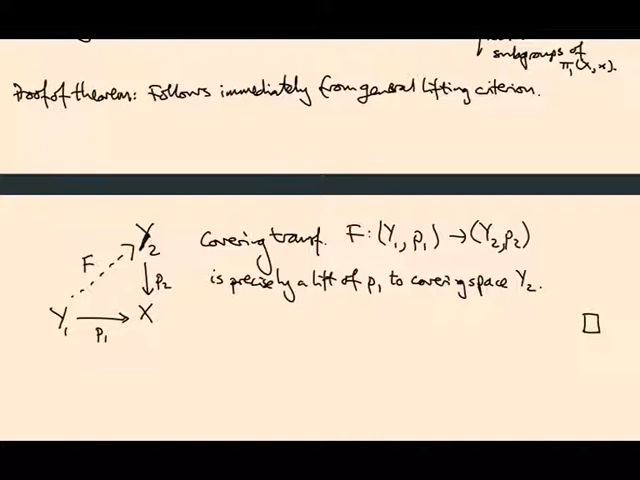 subgroups of
π₁(X, x).
Proof of theorem: Follows immediately from general lifting criterion.
Y₂
Covering transf. F: (Y₁, p₁) → (Y₂, p₂)
F
p₂
is precisely a lift of p₁ to covering space Y₂.
Y₁ → X
p₁
□